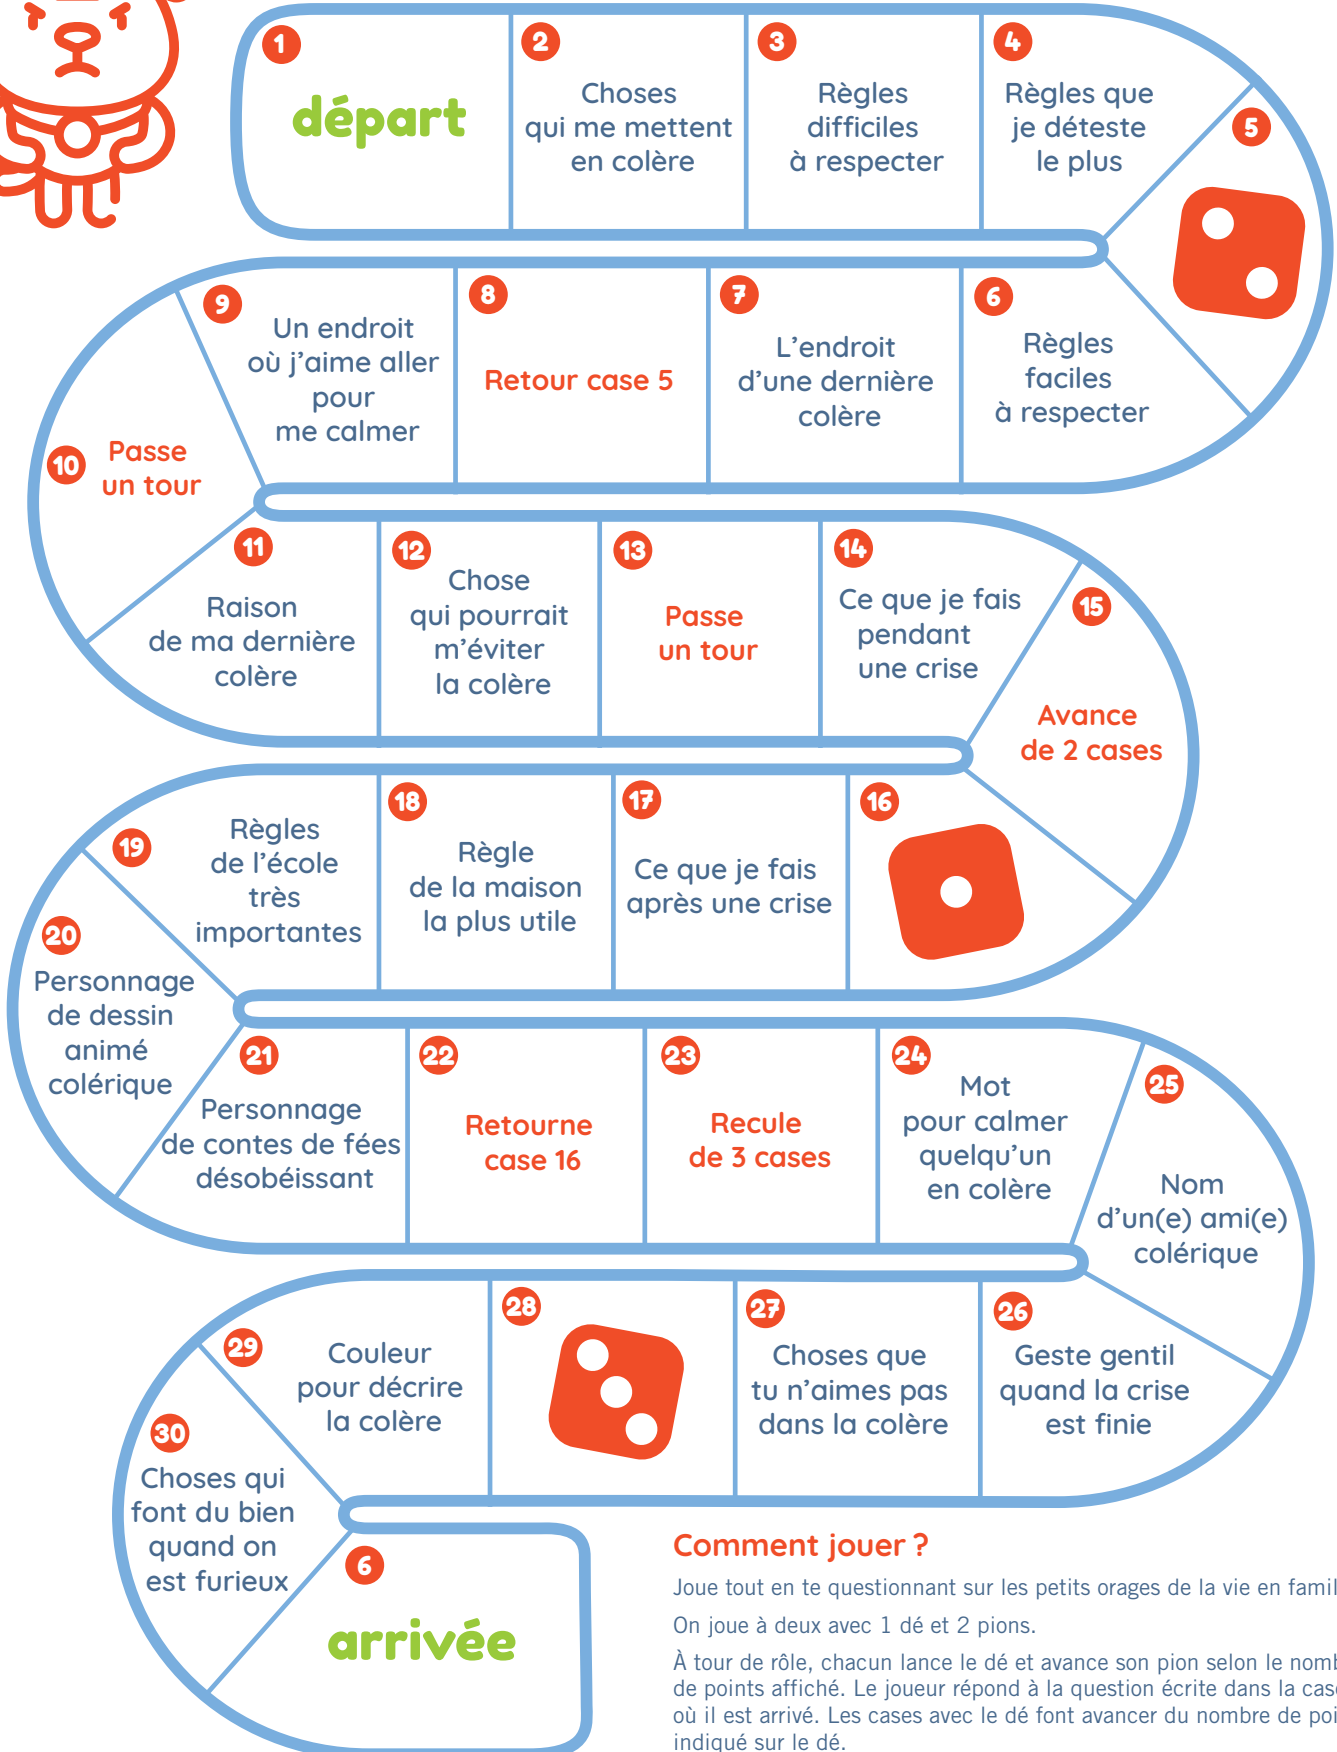 1
départ
2
Choses
qui me mettent
en colère
3
Règles
difficiles
à respecter
4
Règles que
je déteste
le plus
5
6
Règles
faciles
à respecter
7
L'endroit
d'une dernière
colère
8
Retour case 5
9
Un endroit
où j'aime aller
pour
me calmer
10
Passe
un tour
11
Raison
de ma dernière
colère
12
Chose
qui pourrait
m'éviter
la colère
13
Passe
un tour
14
Ce que je fais
pendant
une crise
15
Avance
de 2 cases
16
17
Ce que je fais
après une crise
18
Règle
de la maison
la plus utile
19
Règles
de l'école
très
importantes
20
Personnage
de dessin
animé
colérique
21
Personnage
de contes de fées
désobéissant
22
Retourne
case 16
23
Recule
de 3 cases
24
Mot
pour calmer
quelqu'un
en colère
25
Nom
d'un(e) ami(e)
colérique
26
Geste gentil
quand la crise
est finie
27
Choses que
tu n'aimes pas
dans la colère
28
29
Couleur
pour décrire
la colère
30
Choses qui
font du bien
quand on
est furieux
6
arrivée
Comment jouer ?
Joue tout en te questionnant sur les petits orages de la vie en
On joue à deux avec 1 dé et 2 pions.
À tour de rôle, chacun lance le dé et avance son pion selon le
de points affiché. Le joueur répond à la question écrite dans la
où il est arrivé. Les cases avec le dé font avancer du nombre de
indiqué sur le dé.